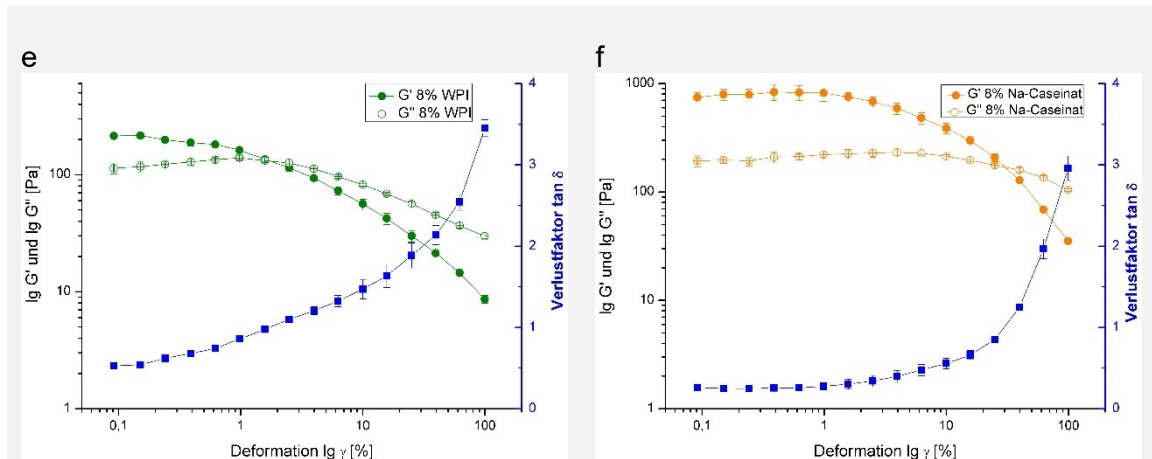 e
G' 8% WPI
G'' 8% WPI
lg G' und lg G'' [Pa]
100
10
1
4
3
2
1
0
Verlustfaktor tan δ
0,1
1
10
100
Deformation lg γ [%]
f
G' 8% Na-Caseinat
G'' 8% Na-Caseinat
lg G' und lg G'' [Pa]
1000
100
10
1
4
3
2
1
0
Verlustfaktor tan δ
0,1
1
10
100
Deformation lg γ [%]